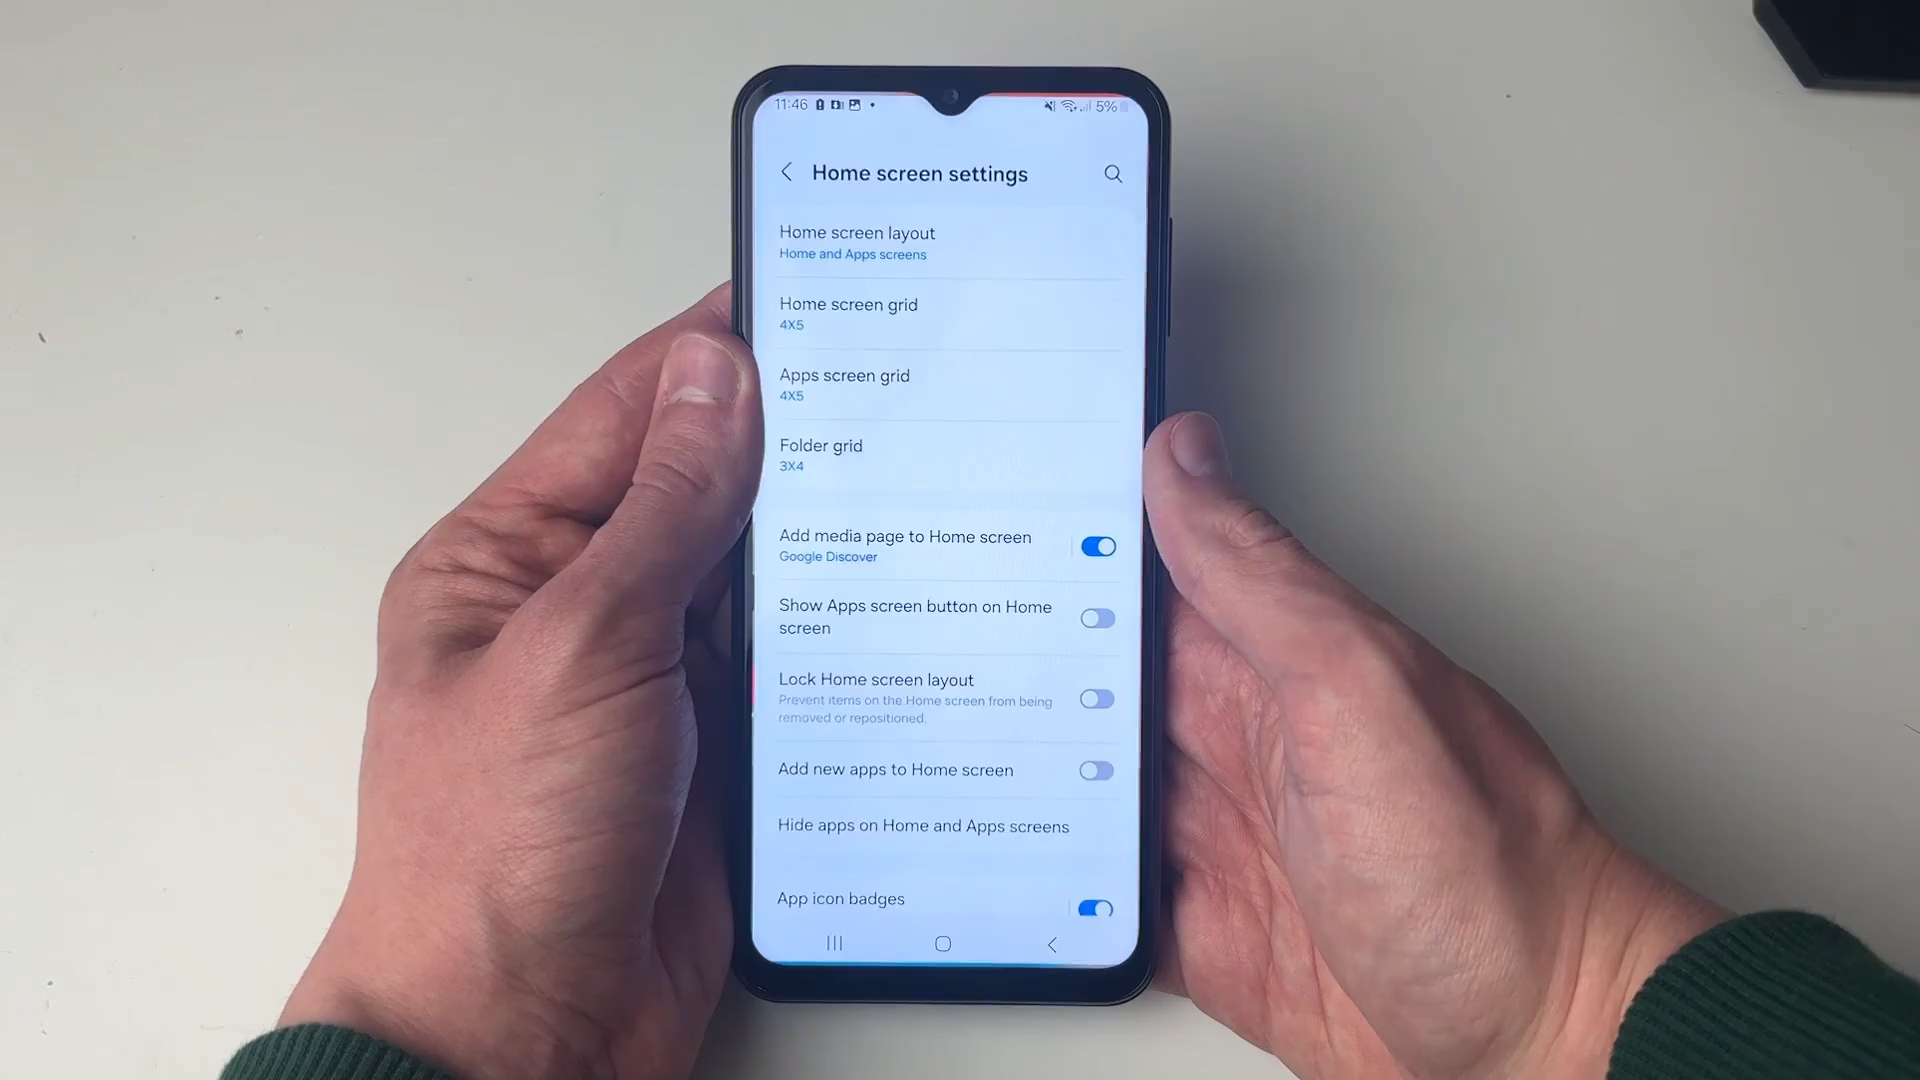 11:46 5%
Home screen settings
Home screen layout
Home and Apps screens
Home screen grid
4X5
Apps screen grid
4X5
Folder grid
3X4
Add media page to Home screen
Google Discover
Show Apps screen button on Home
screen
Lock Home screen layout
Prevent items on the Home screen from being
removed or repositioned.
Add new apps to Home screen
Hide apps on Home and Apps screens
App icon badges